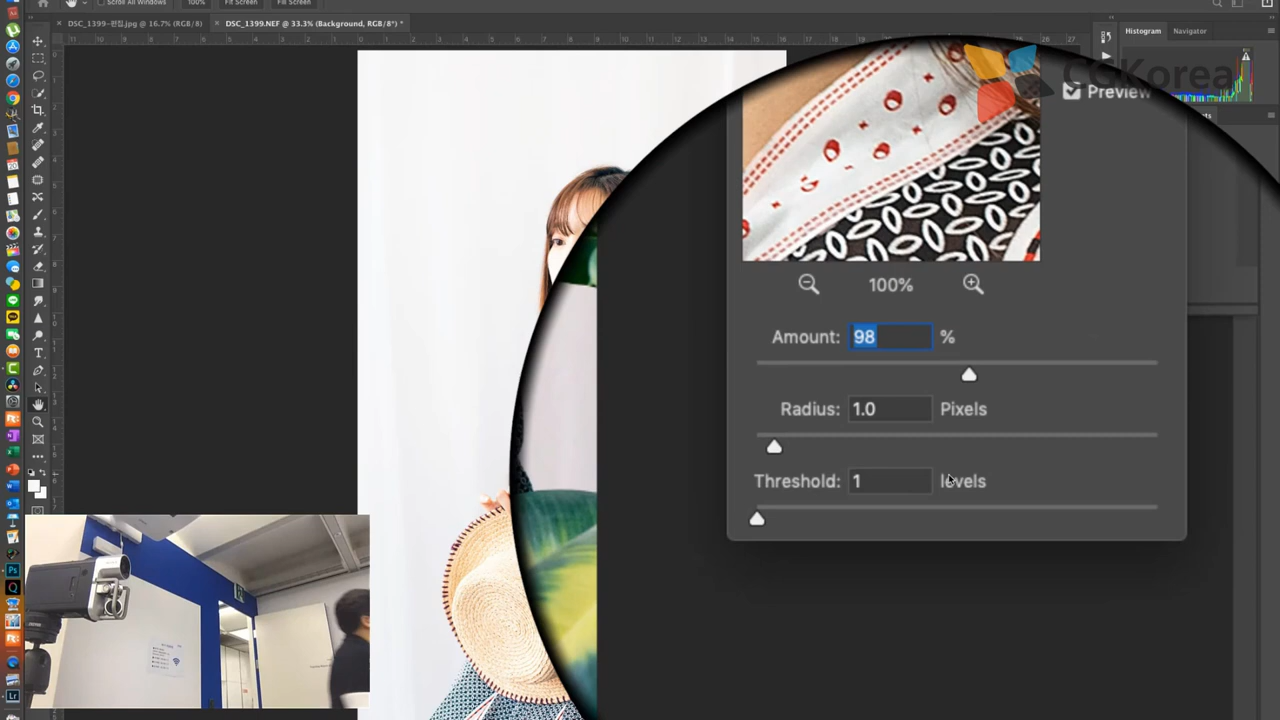 Scroll All Windows
100%
Fit Screen
Fill Screen
DSC_1399-편집.jpg @ 16.7% (RGB/8)
DSC_1399.NEF @ 33.3% (Background, RGB/8*) *
Histogram
Navigator
CGKorea
Preview
100%
Amount: 98 %
Radius: 1.0 Pixels
Threshold: 1 levels